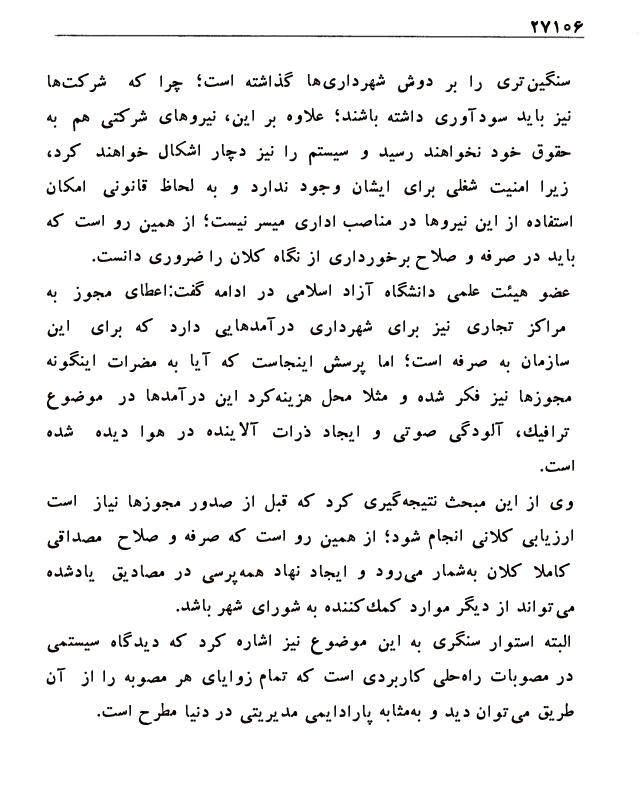 ۲۷۱۰۶
سنگین‌تری را بر دوش شهرداری‌ها گذاشته است؛ چرا که شرکت‌ها
نیز باید سودآوری داشته باشند؛ علاوه بر این، نیروهای شرکتی هم به
حقوق خود نخواهند رسید و سیستم را نیز دچار اشکال خواهند کرد،
زیرا امنیت شغلی برای ایشان وجود ندارد و به لحاظ قانونی امکان
استفاده از این نیروها در مناصب اداری میسر نیست؛ از همین رو است که
باید در صرفه و صلاح برخورداری از نگاه کلان را ضروری دانست.
عضو هیئت علمی دانشگاه آزاد اسلامی در ادامه گفت:اعطای مجوز به
مراکز تجاری نیز برای شهرداری درآمدهایی دارد که برای این
سازمان به صرفه است؛ اما پرسش اینجاست که آیا به مضرات اینگونه
مجوزها نیز فکر شده و مثلا محل هزینه‌کرد این درآمدها در موضوع
ترافیك، آلودگی صوتی و ایجاد ذرات آلاینده در هوا دیده شده
است.
وی از این مبحث نتیجه‌گیری کرد که قبل از صدور مجوزها نیاز است
ارزیابی کلانی انجام شود؛ از همین رو است که صرفه و صلاح مصداقی
کاملا کلان به‌شمار می‌رود و ایجاد نهاد همه‌پرسی در مصادیق یادشده
می‌تواند از دیگر موارد کمك‌کننده به شورای شهر باشد.
البته استوار سنگری به این موضوع نیز اشاره کرد که دیدگاه سیستمی
در مصوبات راه‌حلی کاربردی است که تمام زوایای هر مصوبه را از آن
طریق می‌توان دید و به‌مثابه پارادایمی مدیریتی در دنیا مطرح است.